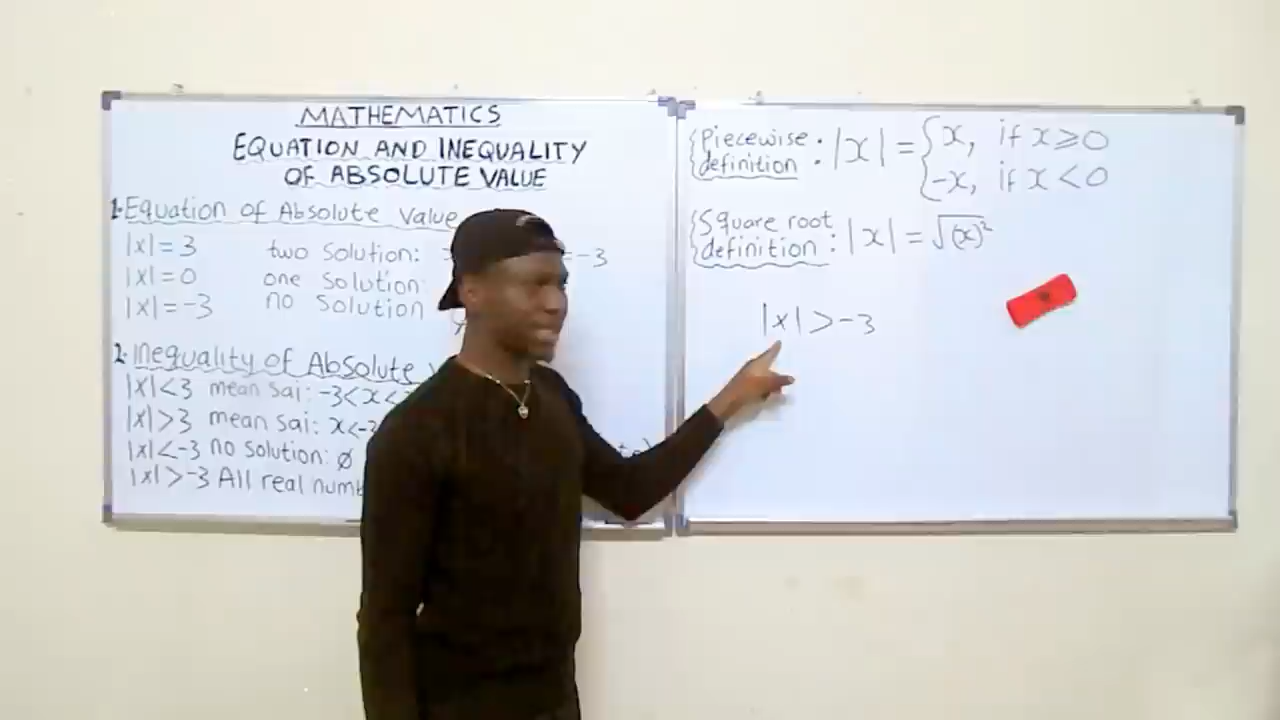 MATHEMATICS
EQUATION AND INEQUALITY
OF ABSOLUTE VALUE
1. Equation of Absolute Value
|x|=3 two solution: =-3
|x|=0 one solution
|x|=-3 no solution
2. Inequality of Absolute
|x|<3 mean sai: -3<x<
|x|>3 mean sai: x<-3
|x|<-3 no solution: ø
|x|>-3 All real
Piecewise definition: |x| = { x, if x ≥ 0
-x, if x < 0
Square root definition: |x| = √(x)²
|x| > -3